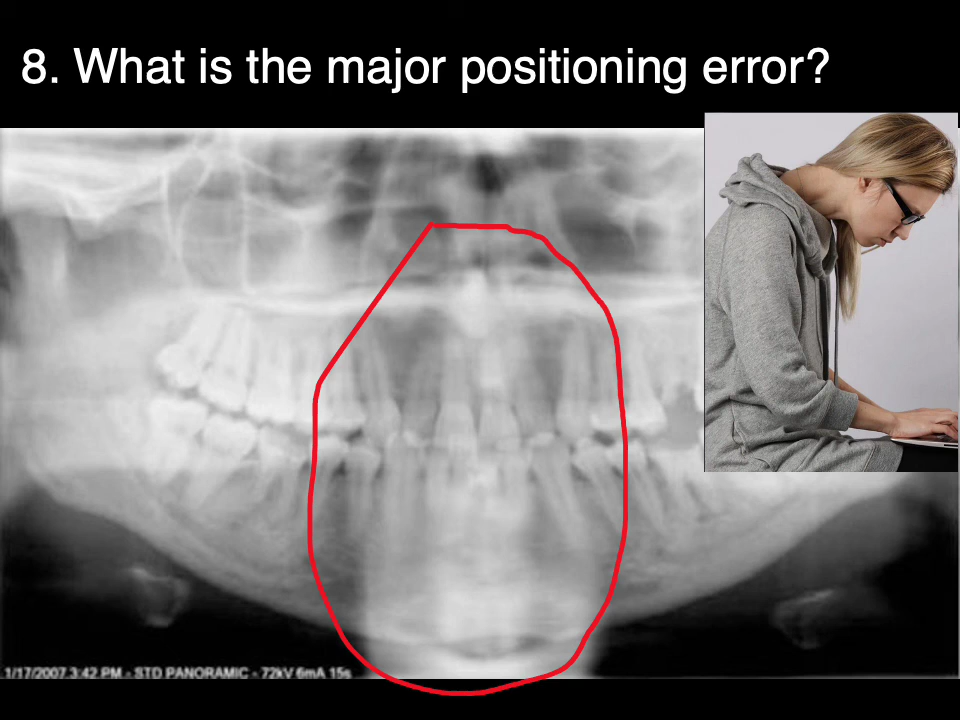 8. What is the major positioning error?
1/17/2007 3:42 PM - STD PANORAMIC - 72kV 6mA 15s